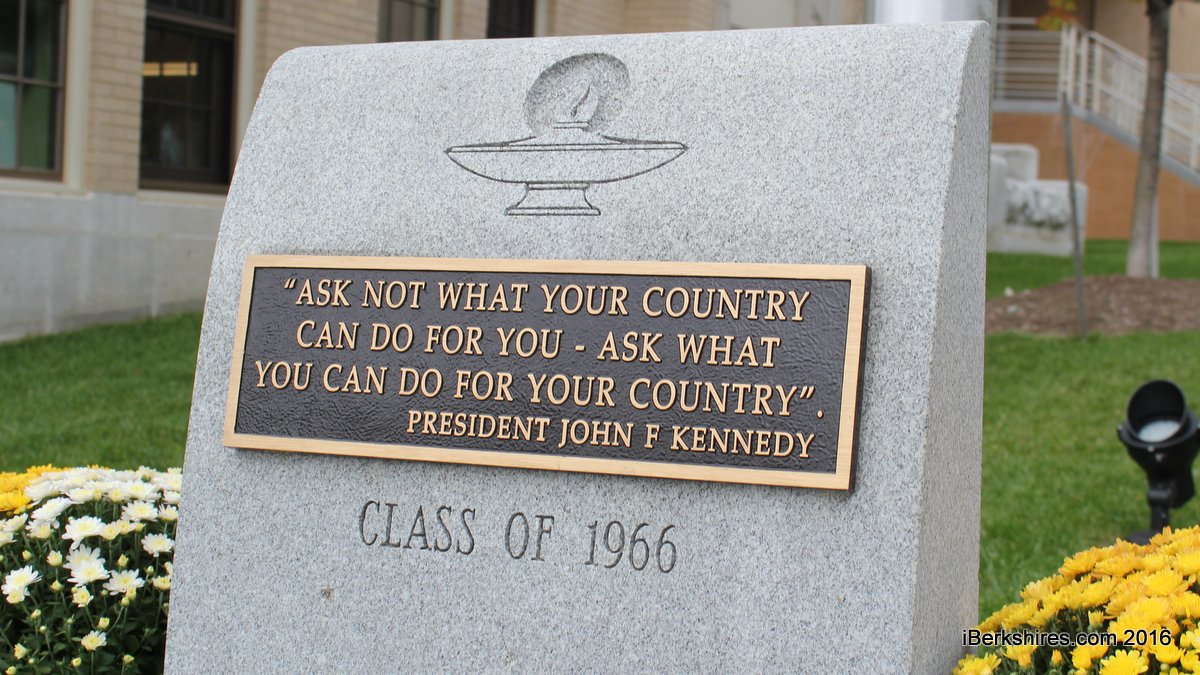 “ASK NOT WHAT YOUR COUNTRY
CAN DO FOR YOU - ASK WHAT
YOU CAN DO FOR YOUR COUNTRY”.
PRESIDENT JOHN F KENNEDY
CLASS OF 1966
iBerkshires.com 2016